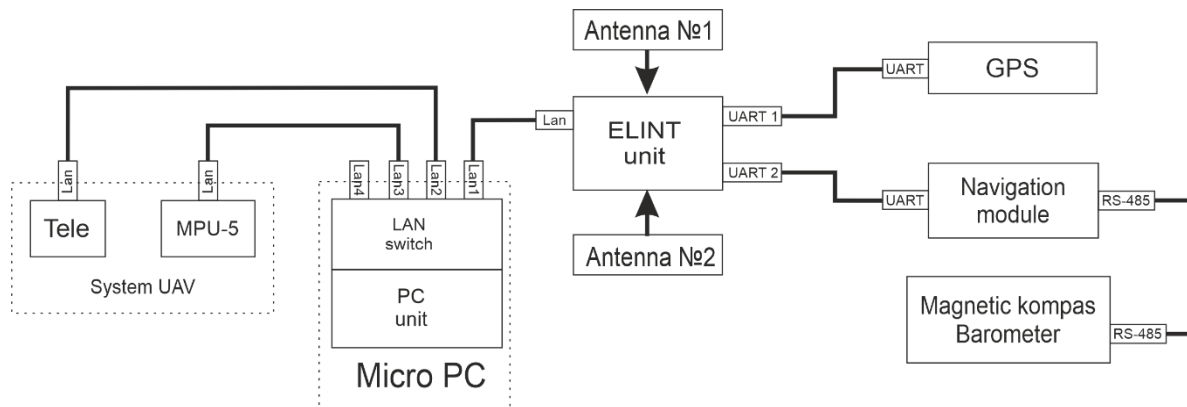 Antenna №1
UART
GPS
Lan
ELINT
unit
UART 1
UART 2
Lan
Lan
Lan4
Lan3
Lan2
Lan1
Tele
MPU-5
System UAV
LAN
switch
PC
unit
Micro PC
Antenna №2
UART
Navigation
module
RS-485
Magnetic kompas
Barometer
RS-485